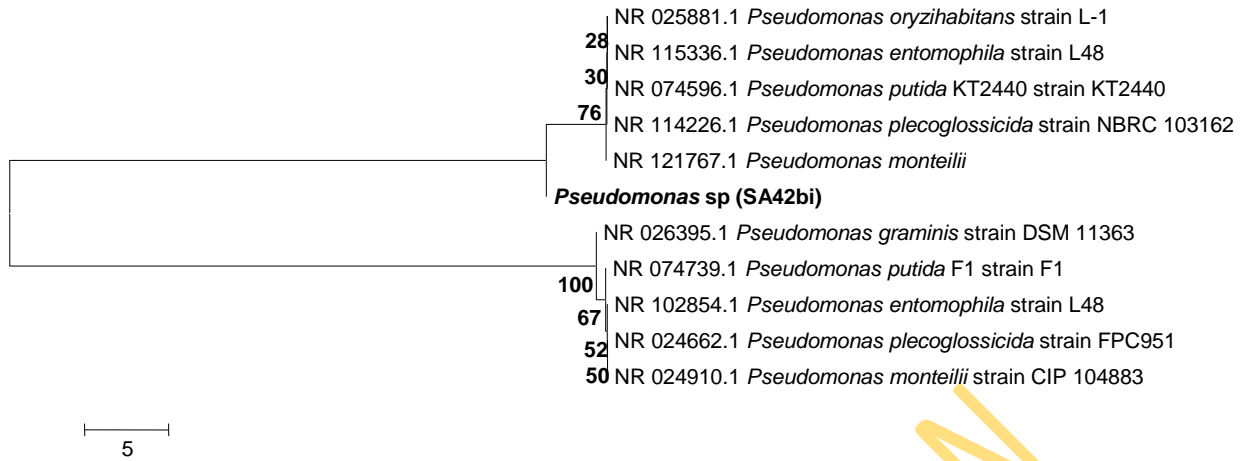 NR 025881.1 Pseudomonas oryzihabitans strain L-1
28
NR 115336.1 Pseudomonas entomophila strain L48
30
NR 074596.1 Pseudomonas putida KT2440 strain KT2440
76
NR 114226.1 Pseudomonas plecoglossicida strain NBRC 103162
NR 121767.1 Pseudomonas monteilii
Pseudomonas sp (SA42bi)
NR 026395.1 Pseudomonas graminis strain DSM 11363
NR 074739.1 Pseudomonas putida F1 strain F1
100
NR 102854.1 Pseudomonas entomophila strain L48
67
NR 024662.1 Pseudomonas plecoglossicida strain FPC951
52
50 NR 024910.1 Pseudomonas monteilii strain CIP 104883
5